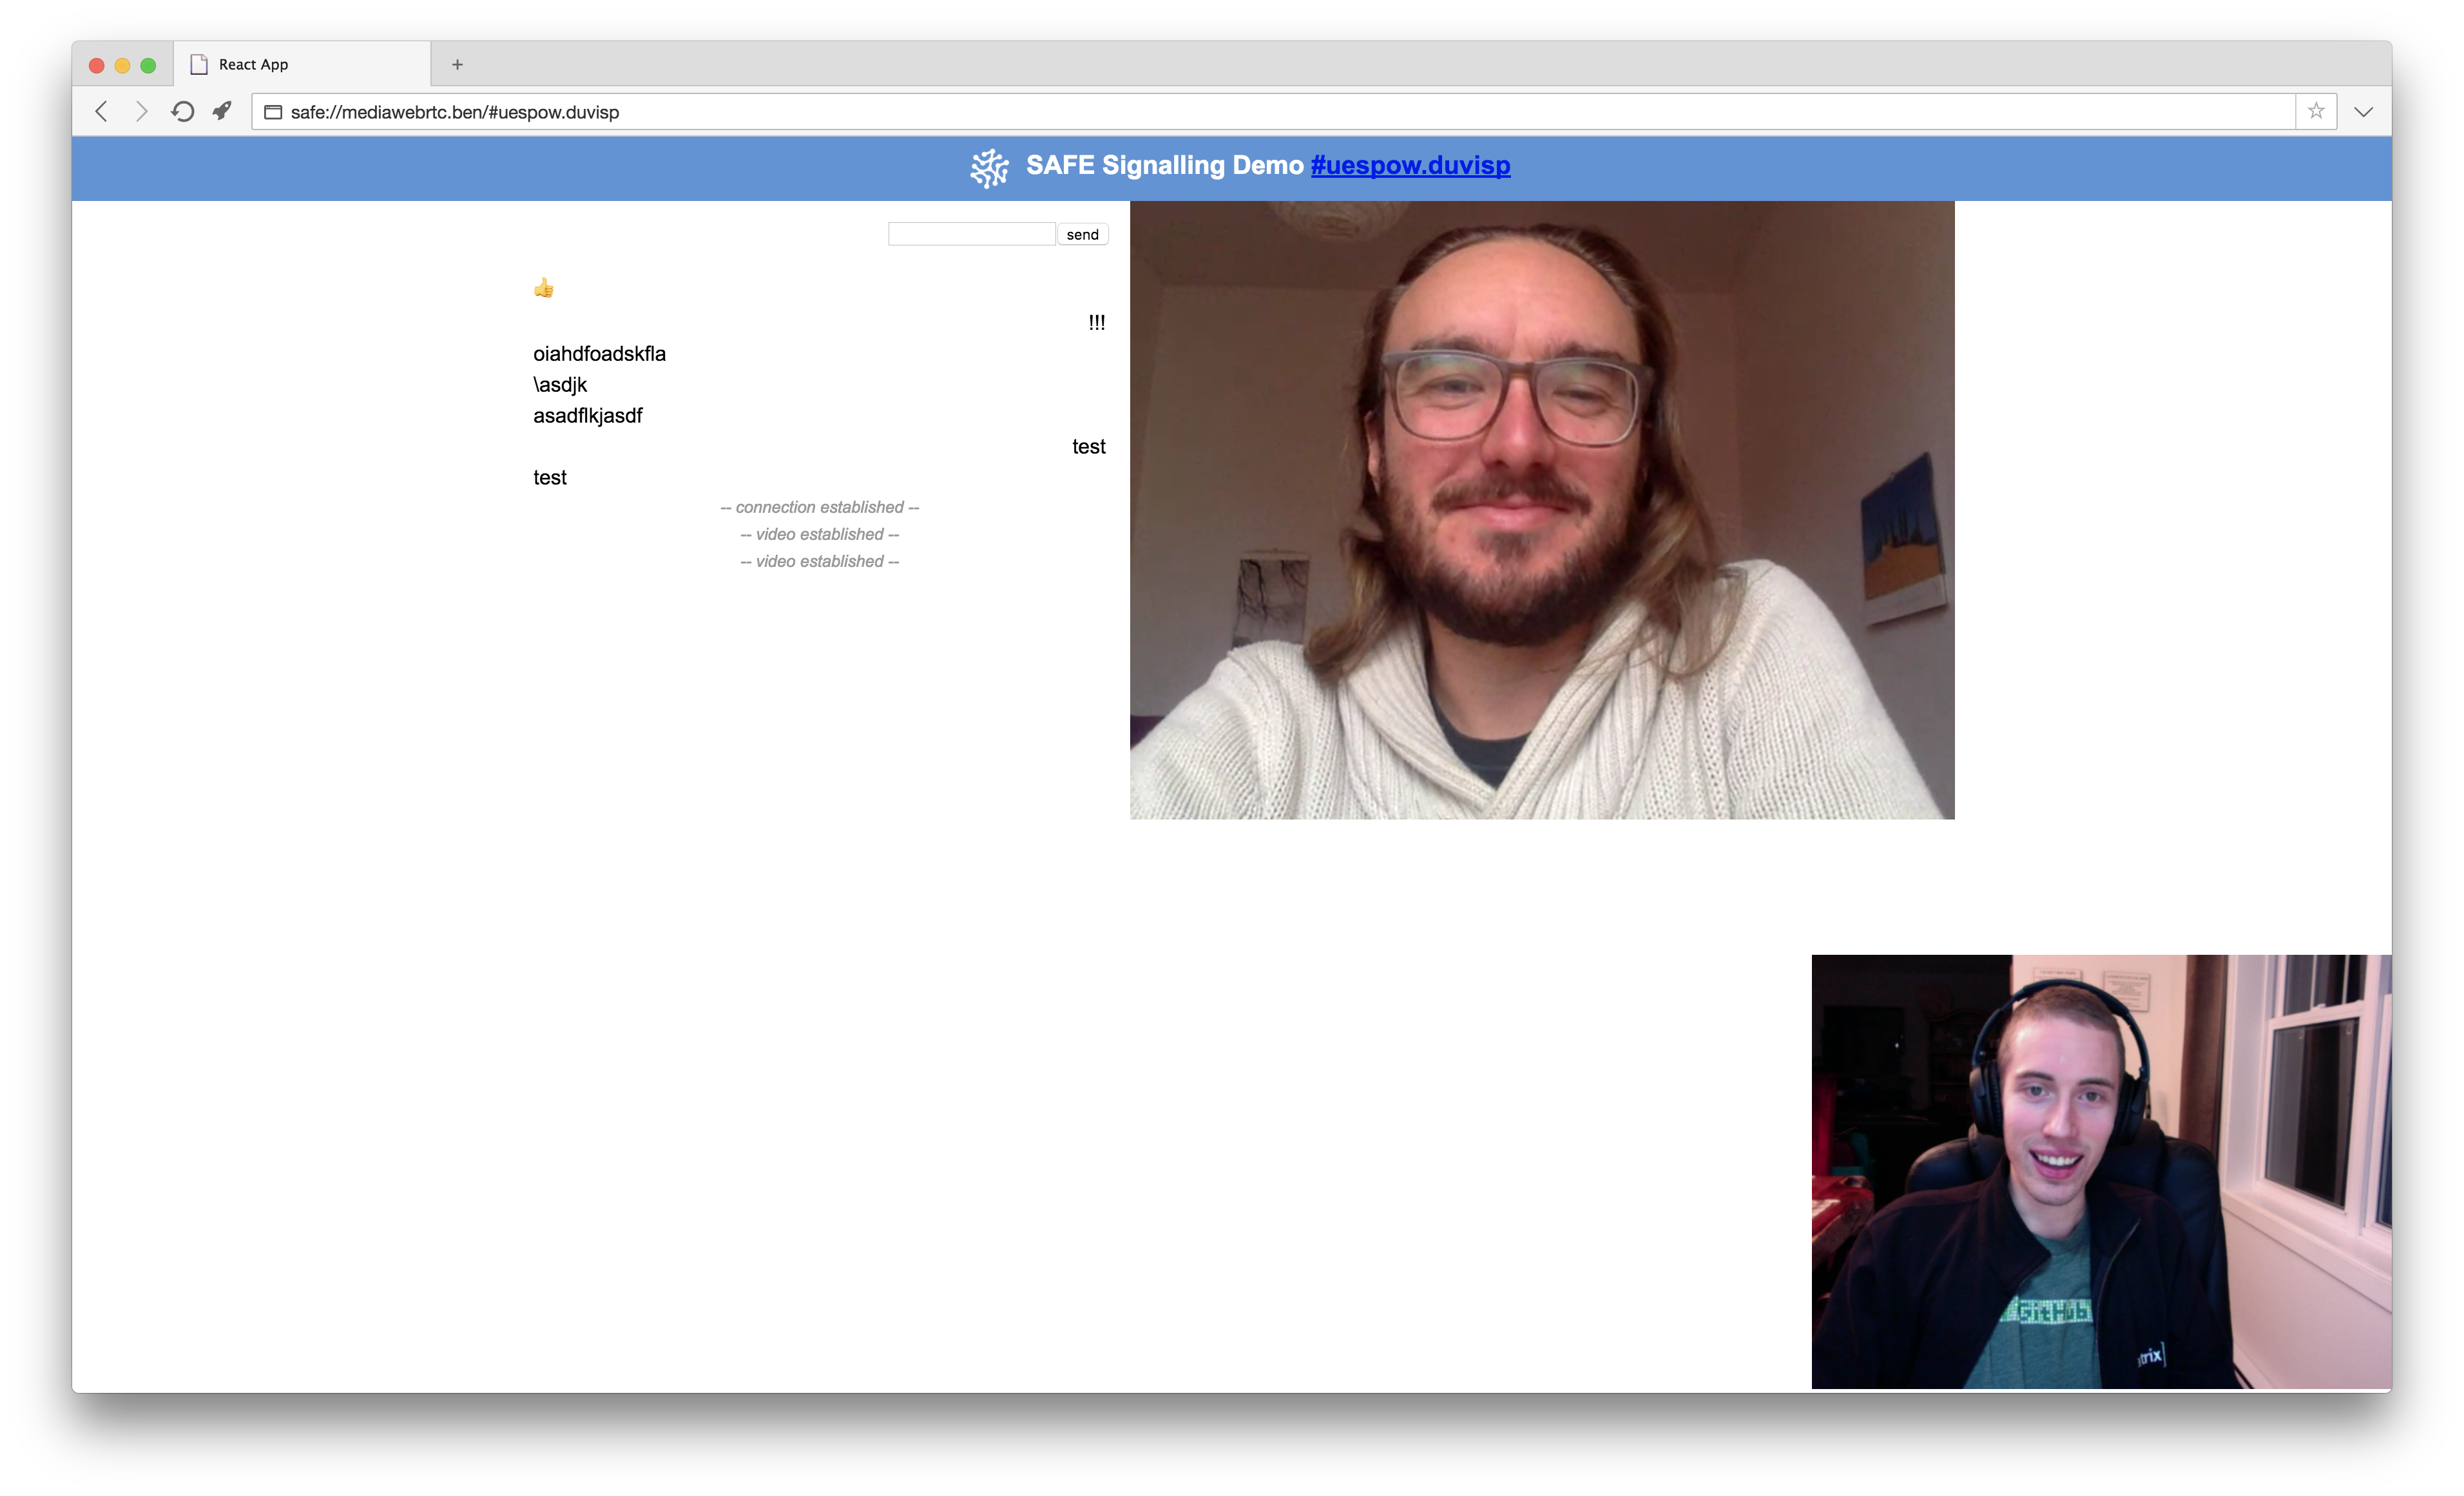 React App
safe://mediawebrtc.ben/#uespow.duvisp
SAFE Signalling Demo #uespow.duvisp
send
👍
!!!
oiahdfoadskfla
\asdjk
asadflkjasdf
test
test
-- connection established --
-- video established --
-- video established --
trix]